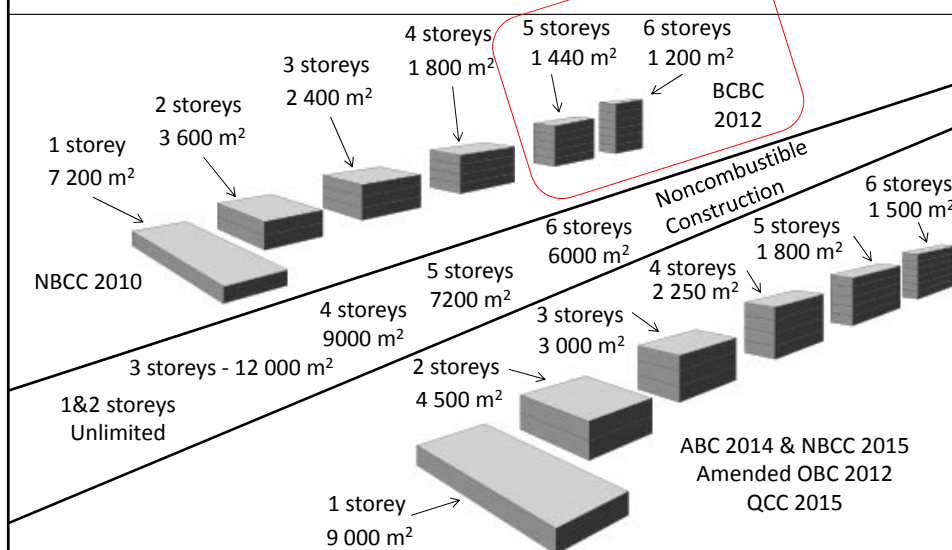 1 storey
7 200 m²
2 storeys
3 600 m²
3 storeys
2 400 m²
4 storeys
1 800 m²
5 storeys
1 440 m²
6 storeys
1 200 m²
BCBC
2012
NBCC 2010
Noncombustible
Construction
6 storeys
6000 m²
5 storeys
7200 m²
4 storeys
9000 m²
3 storeys - 12 000 m²
1&2 storeys
Unlimited
6 storeys
1 500 m²
5 storeys
1 800 m²
4 storeys
2 250 m²
3 storeys
3 000 m²
2 storeys
4 500 m²
1 storey
9 000 m²
ABC 2014 & NBCC 2015
Amended OBC 2012
QCC 2015